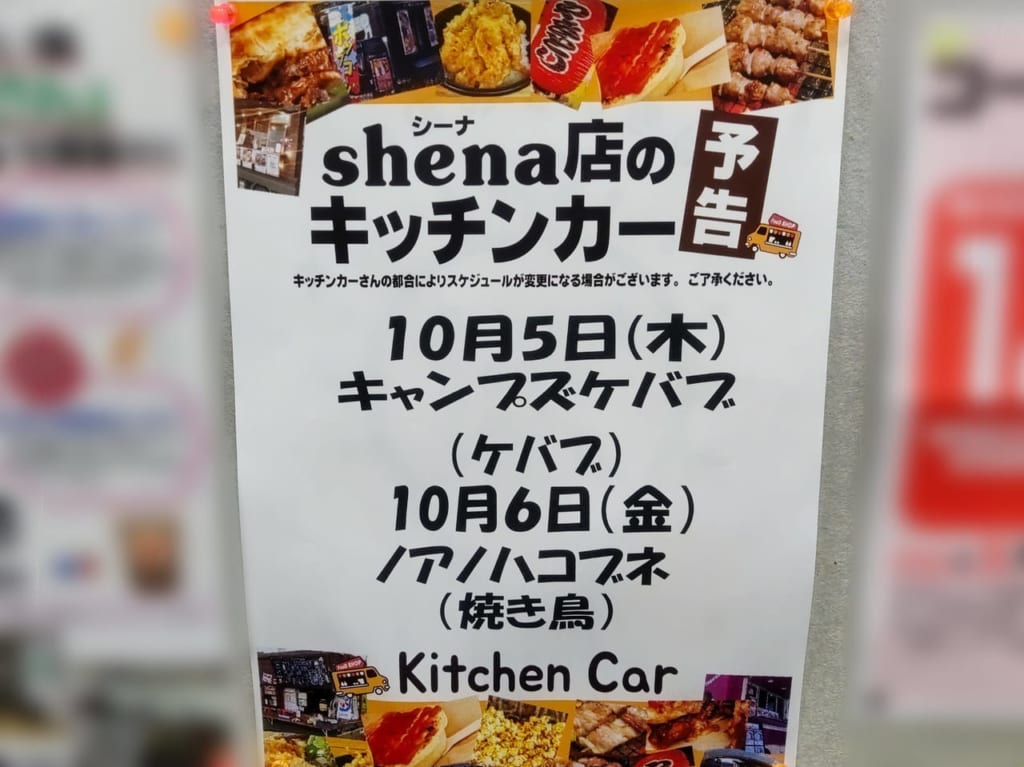 シーナ
shena店の
キッチンカー
予告
キッチンカーさんの都合によりスケジュールが変更になる場合がございます。ご了承ください。
10月5日(木)
キャンプズケバブ
(ケバブ)
10月6日(金)
ノアノハコブネ
(焼き鳥)
Kitchen Car